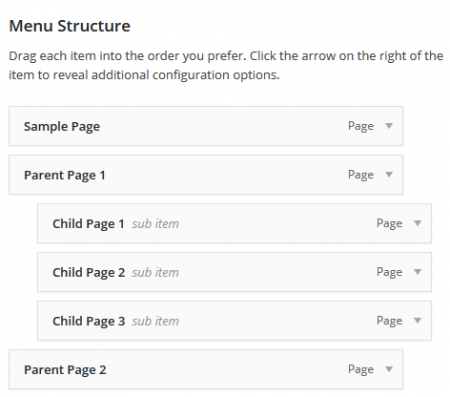 Menu Structure
Drag each item into the order you prefer. Click the arrow on the right of the
item to reveal additional configuration options.
Sample Page Page
Parent Page 1 Page
Child Page 1 sub item Page
Child Page 2 sub item Page
Child Page 3 sub item Page
Parent Page 2 Page